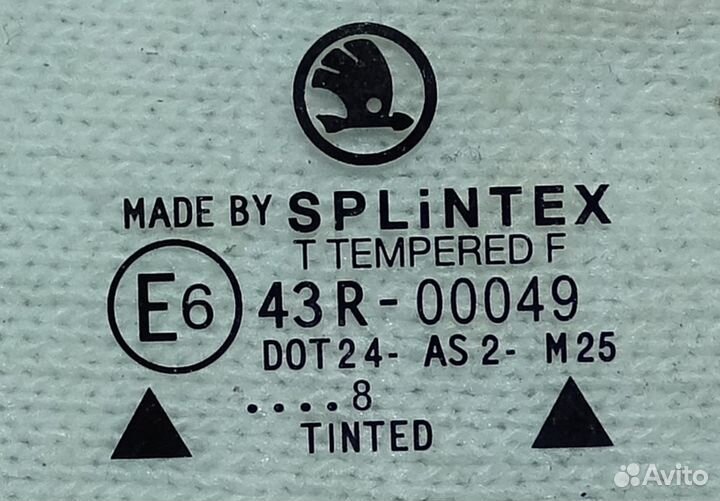 MADE BY SPLiNTEX
T TEMPERED F
E6 43R-00049
DOT24- AS2- M25
....8
TINTED
Avito